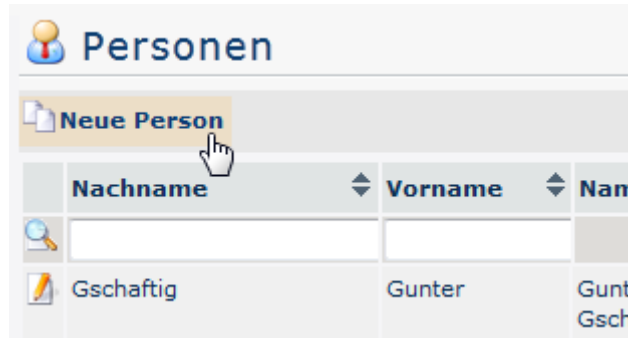 Personen
Neue Person
Nachname Vorname
Gschaftig Gunter